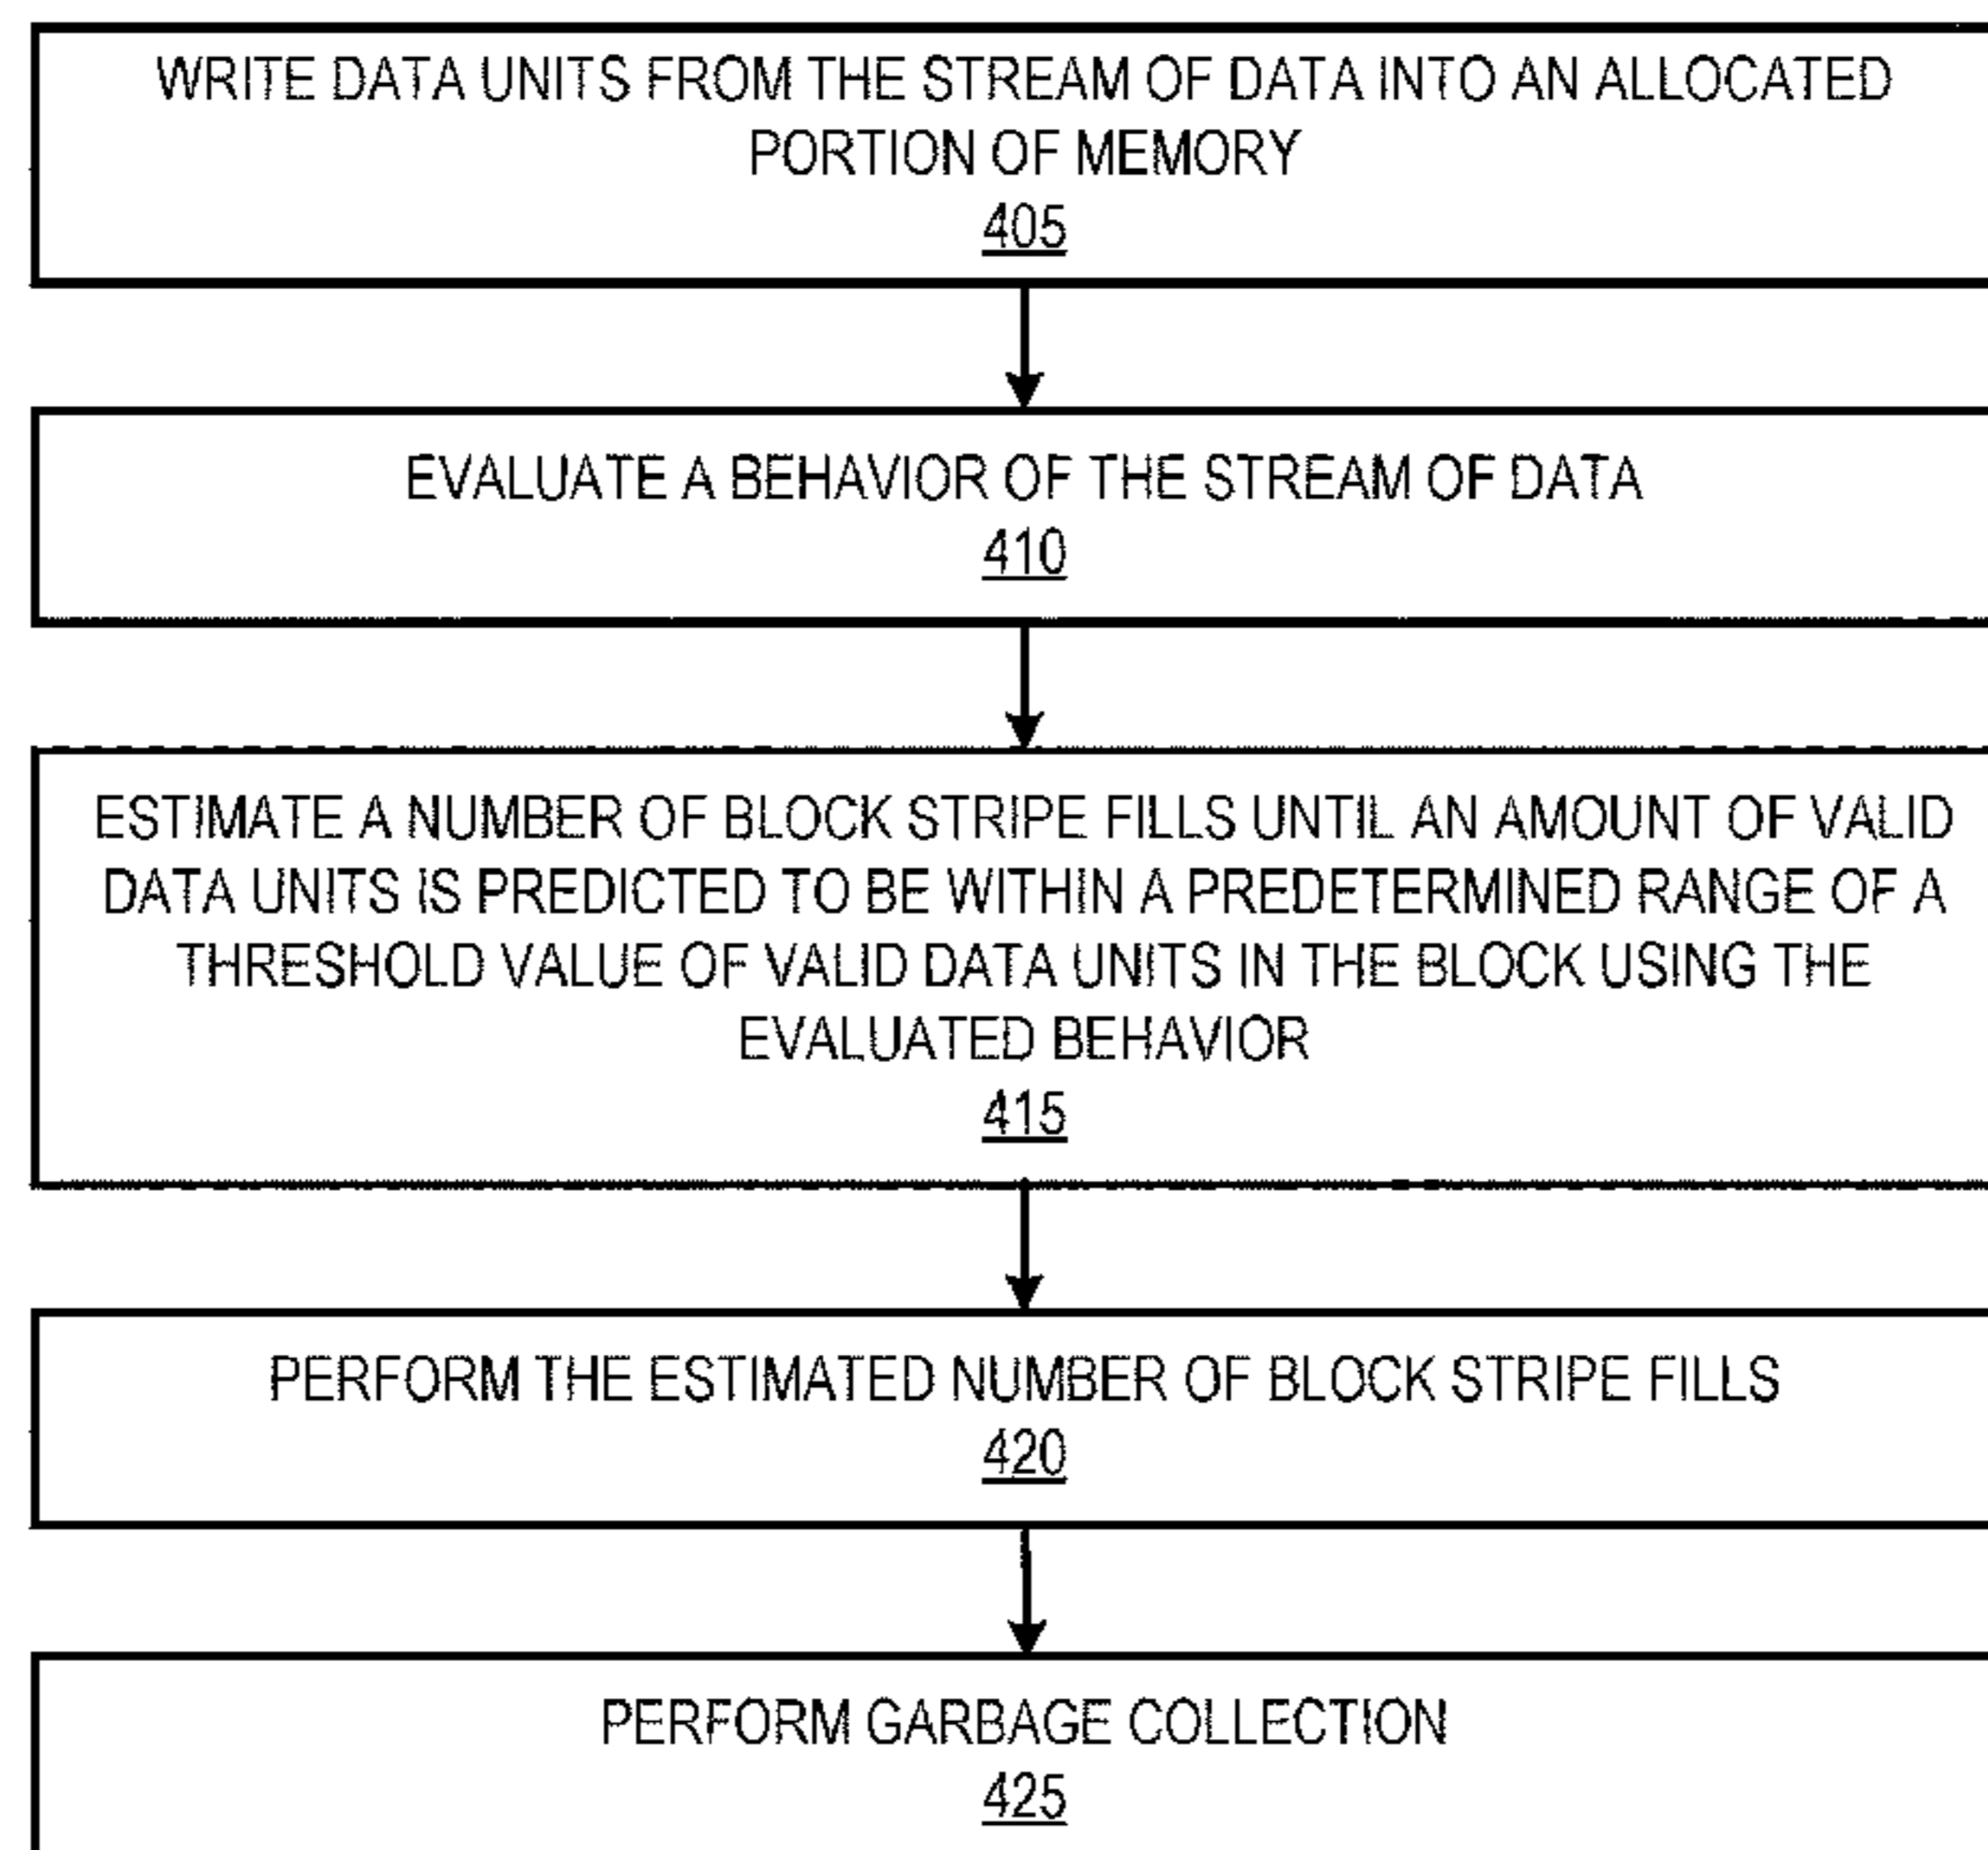 WRITE DATA UNITS FROM THE STREAM OF DATA INTO AN ALLOCATED
PORTION OF MEMORY
405
EVALUATE A BEHAVIOR OF THE STREAM OF DATA
410
ESTIMATE A NUMBER OF BLOCK STRIPE FILLS UNTIL AN AMOUNT OF VALID
DATA UNITS IS PREDICTED TO BE WITHIN A PREDETERMINED RANGE OF A
THRESHOLD VALUE OF VALID DATA UNITS IN THE BLOCK USING THE
EVALUATED BEHAVIOR
415
PERFORM THE ESTIMATED NUMBER OF BLOCK STRIPE FILLS
420
PERFORM GARBAGE COLLECTION
425